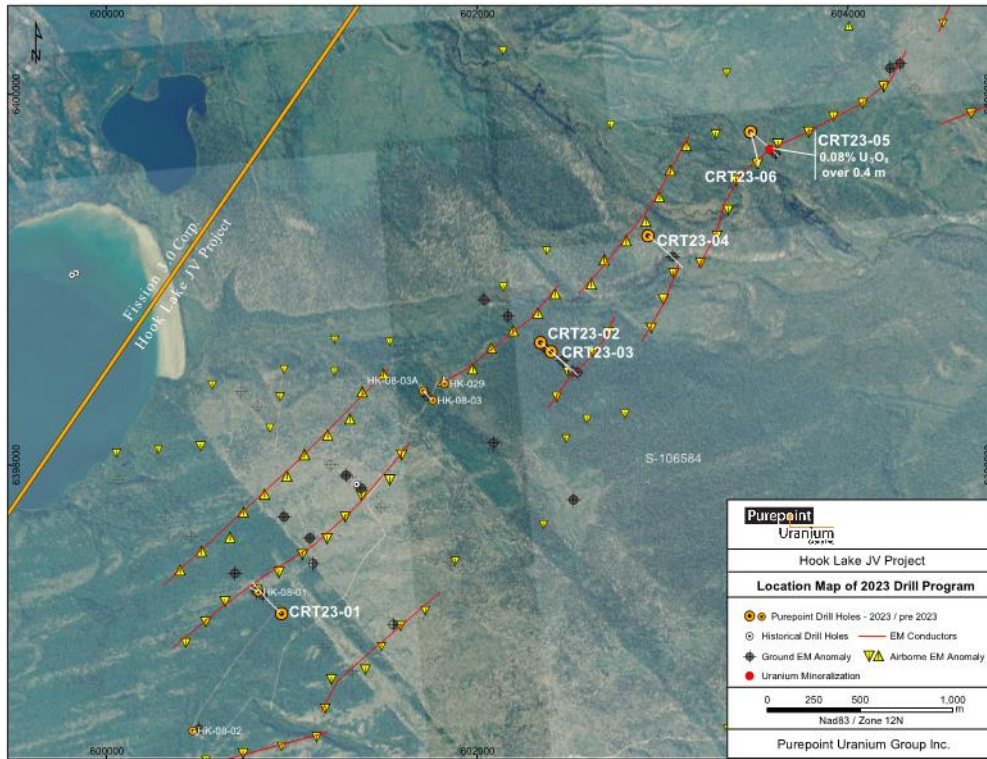 600000
602000
604000
N
6400000
CRT23-05
0.08% U3O8
over 0.4 m
CRT23-06
CRT23-04
Fission 3.0 Corp.
Hook Lake JV Project
CRT23-02
CRT23-03
HK-08-03A
HK-029
HK-08-03
6398000
S-106584
HK-08-01
CRT23-01
HK-08-02
Purepoint
Uranium
Group Inc.
Hook Lake JV Project
Location Map of 2023 Drill Program
Purepoint Drill Holes - 2023 / pre 2023
Historical Drill Holes
EM Conductors
Ground EM Anomaly
Airborne EM Anomaly
Uranium Mineralization
0 250 500 1,000
m
Nad83 / Zone 12N
Purepoint Uranium Group Inc.
600000
602000